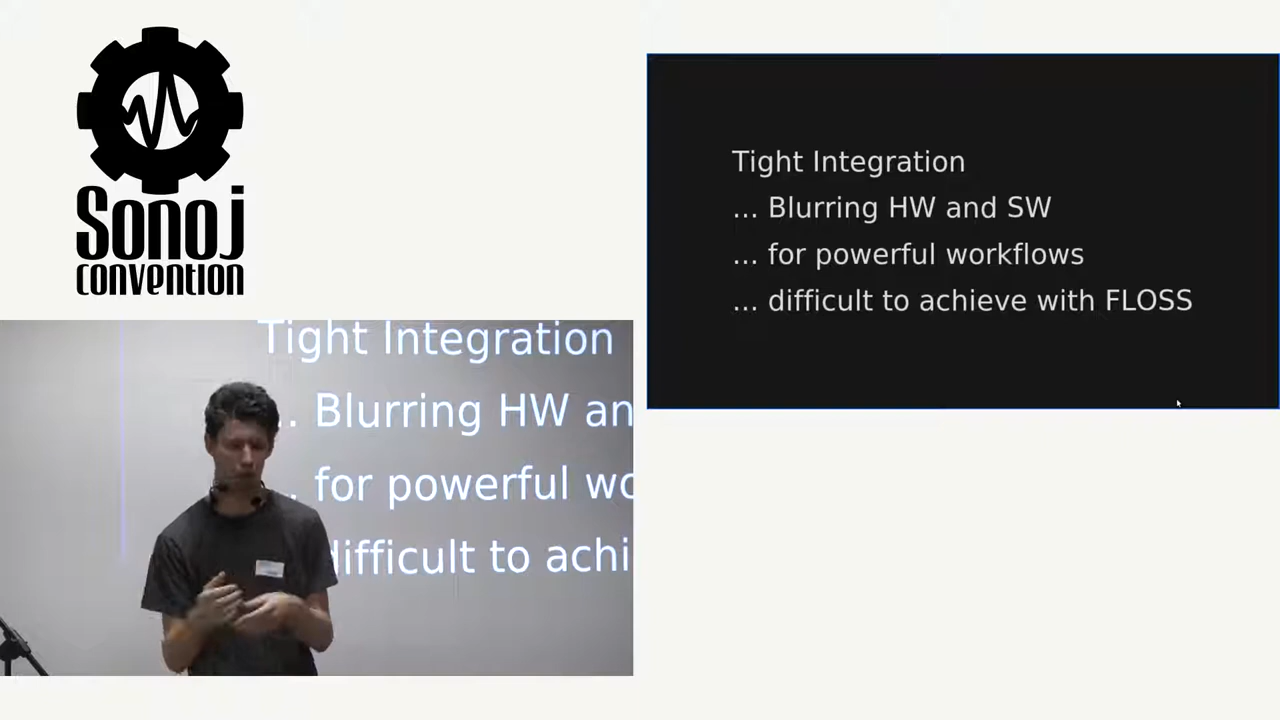 Sonoj
convention
Tight Integration
... Blurring HW and SW
... for powerful workflows
... difficult to achieve with FLOSS
Tight Integration
. Blurring HW an
. for powerful wo
difficult to achi